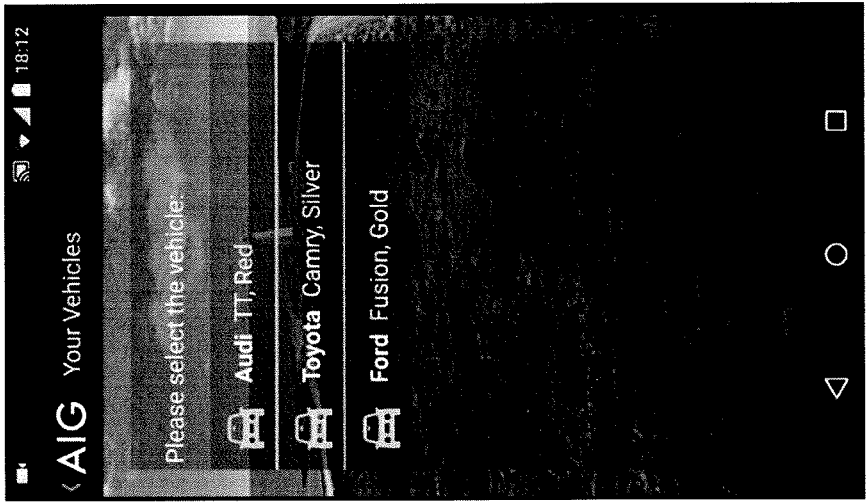 18:12
AIG Your Vehicles
Please select the vehicle:
Audi TT, Red
Toyota Camry, Silver
Ford Fusion, Gold